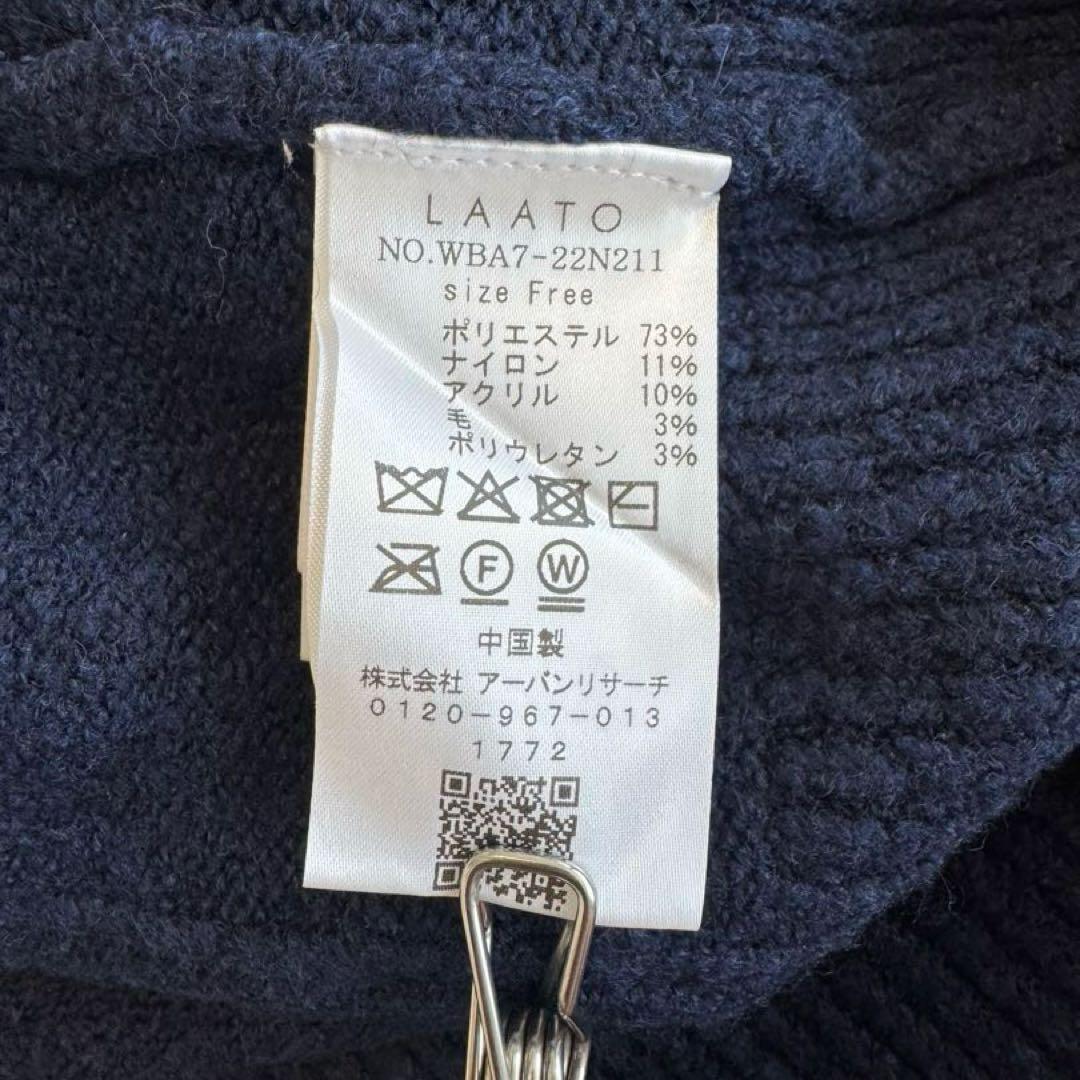 LAATO
NO.WBA7-22N211
size Free
ポリエステル 73%
ナイロン 11%
アクリル 10%
毛 3%
ポリウレタン 3%
F W
中国製
株式会社 アーバンリサーチ
0120-967-013
1772